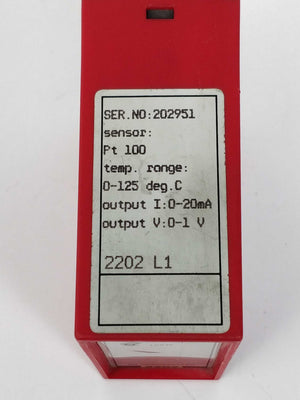 SER.NO:202951
sensor:
Pt 100
temp. range:
0-125 deg.C
output I:0-20mA
output V:0-1 V
2202 L1